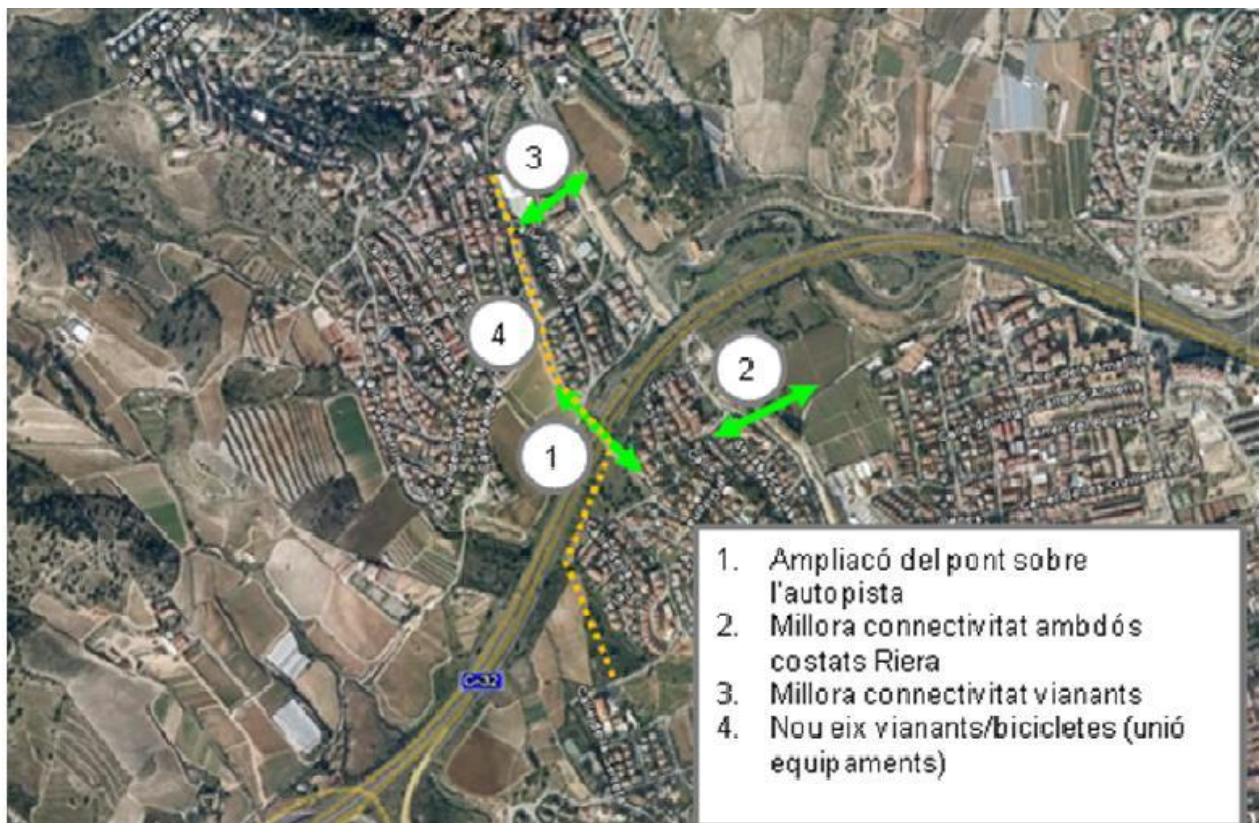 3
4
2
1
C-32
1. Ampliacó del pont sobre
l'autopista
2. Millora connectivitat ambdós
costats Riera
3. Millora connectivitat vianants
4. Nou eix vianants/bicicletes (unió
equipaments)